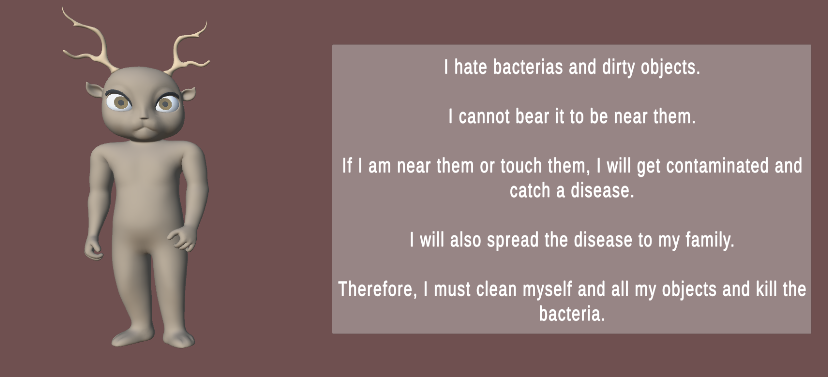 I hate bacterias and dirty objects.
I cannot bear it to be near them.
If I am near them or touch them, I will get contaminated and
catch a disease.
I will also spread the disease to my family.
Therefore, I must clean myself and all my objects and kill the
bacteria.